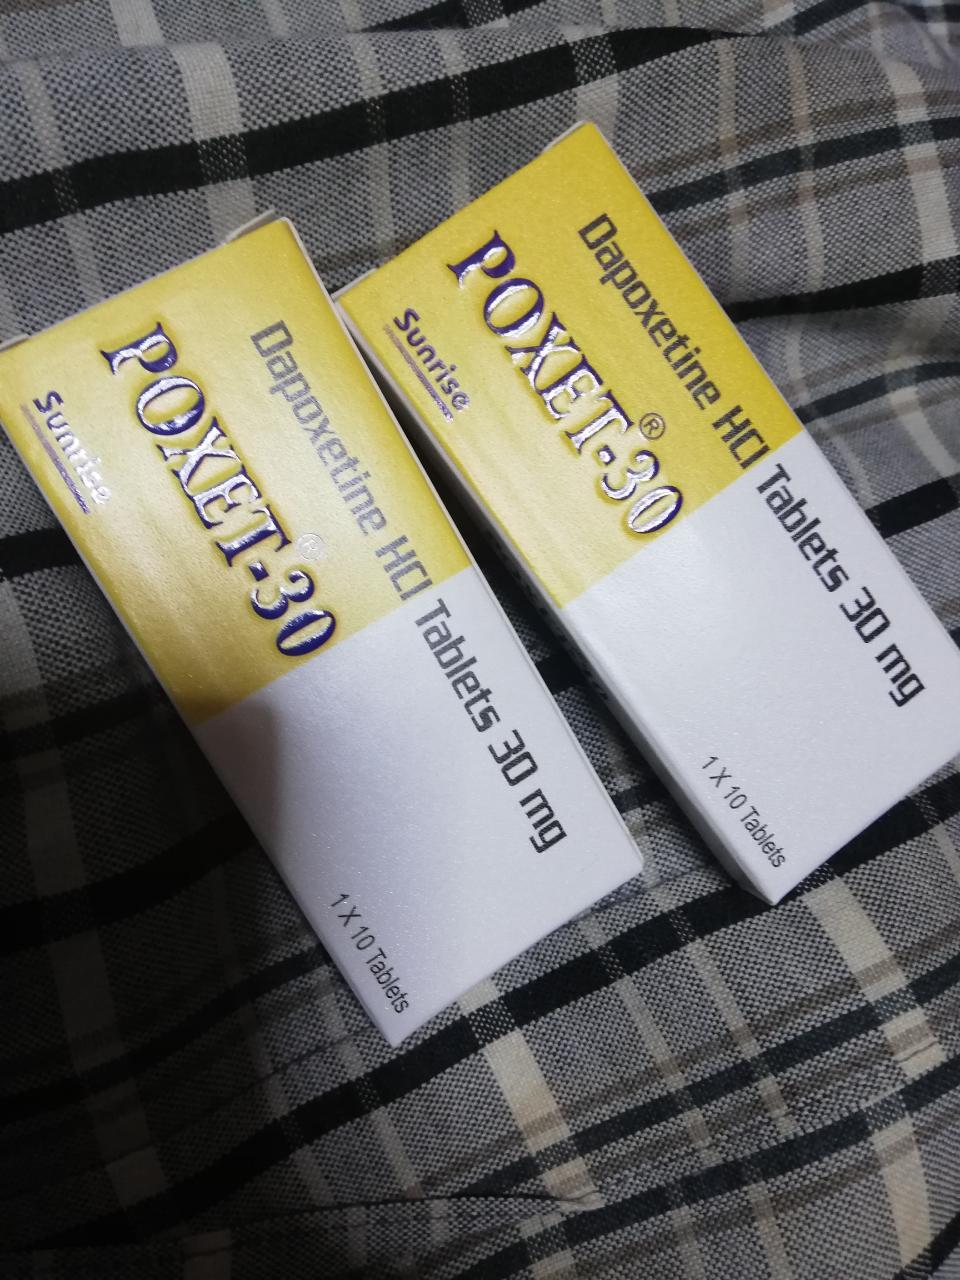 Dapoxetine HCl Tablets 30 mg
POXET-30®
Sunrise
1 X 10 Tablets
Dapoxetine HCl Tablets 30 mg
POXET-30®
Sunrise
1 X 10 Tablets